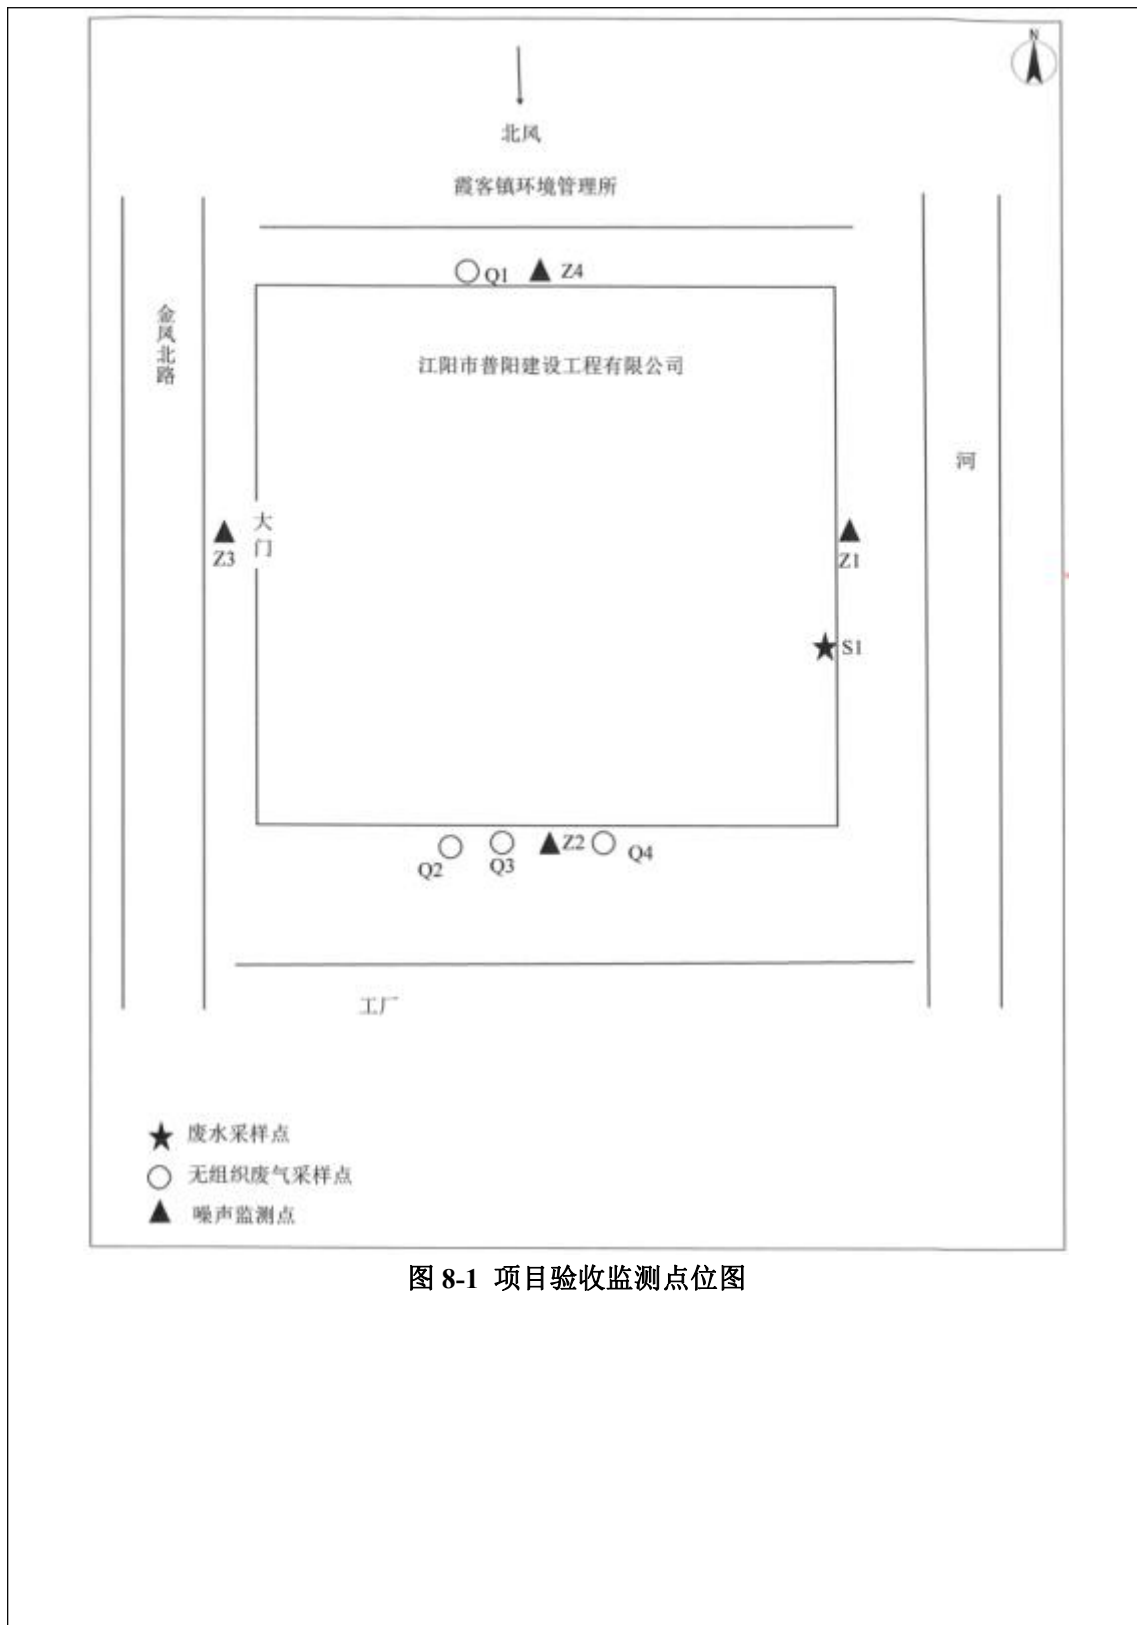 N
北风
霞客镇环境管理所
Q1
Z4
金凤北路
江阳市普阳建设工程有限公司
河
大门
Z3
Z1
S1
Z2
Q2
Q3
Q4
工厂
废水采样点
无组织废气采样点
噪声监测点
图 8-1 项目验收监测点位图